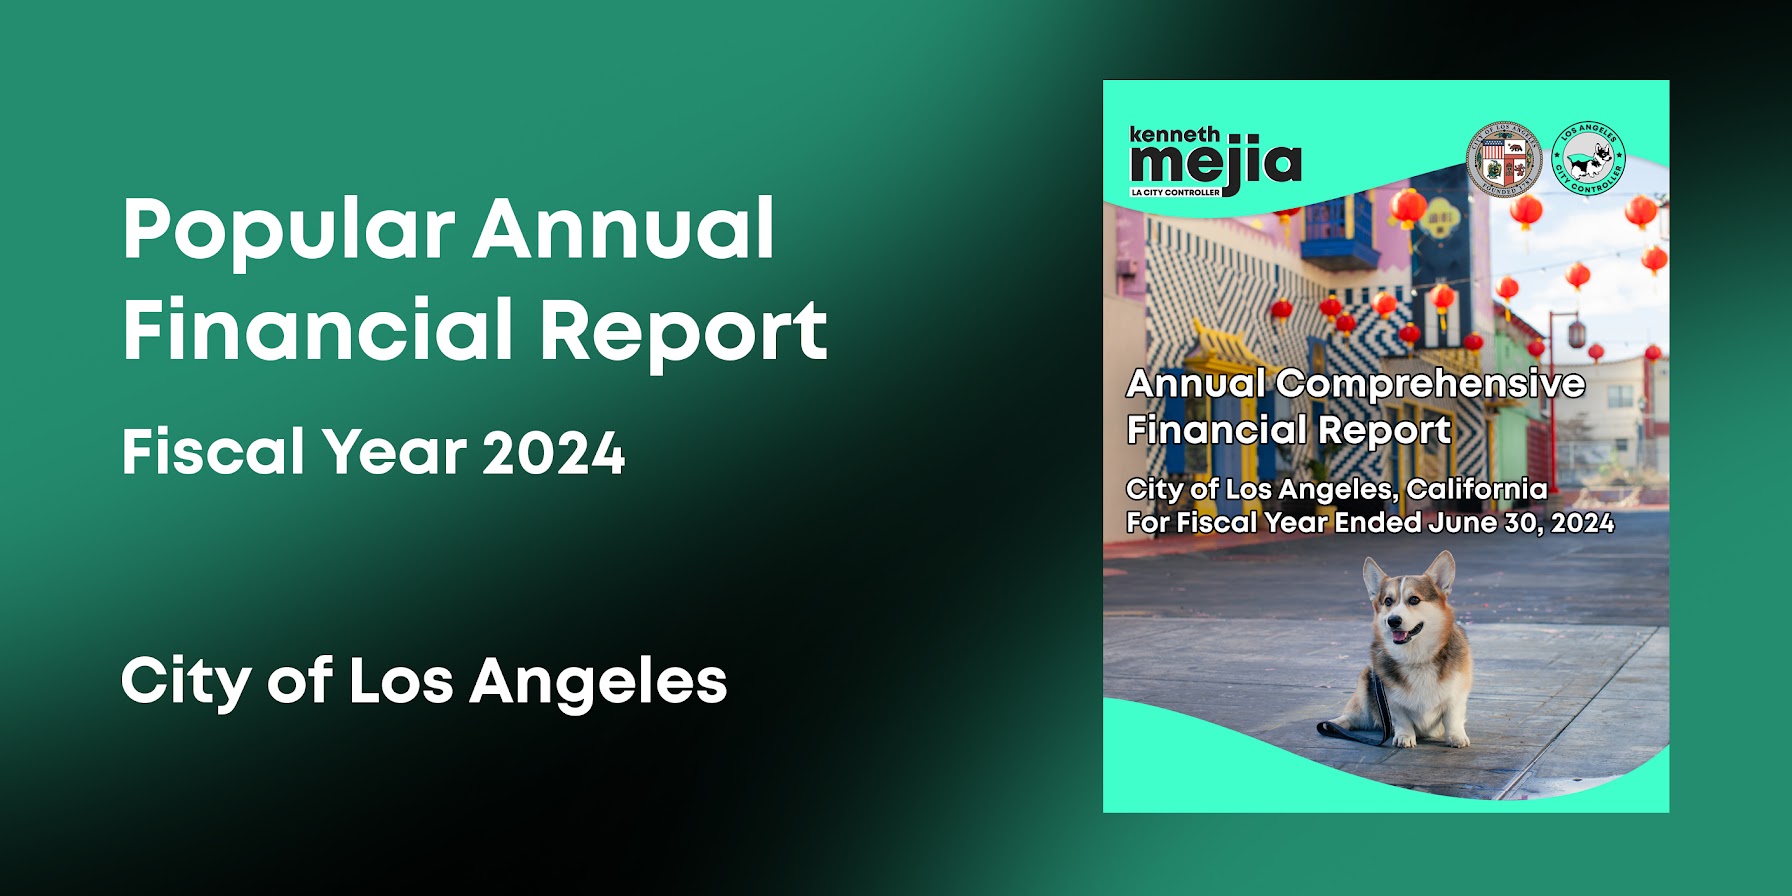 Popular Annual
Financial Report
Fiscal Year 2024
City of Los Angeles
kenneth
mejia
LA CITY CONTROLLER
CITY OF LOS ANGELES
FOUNDED 1781
LOS ANGELES
CITY CONTROLLER
Annual Comprehensive
Financial Report
City of Los Angeles, California
For Fiscal Year Ended June 30, 2024